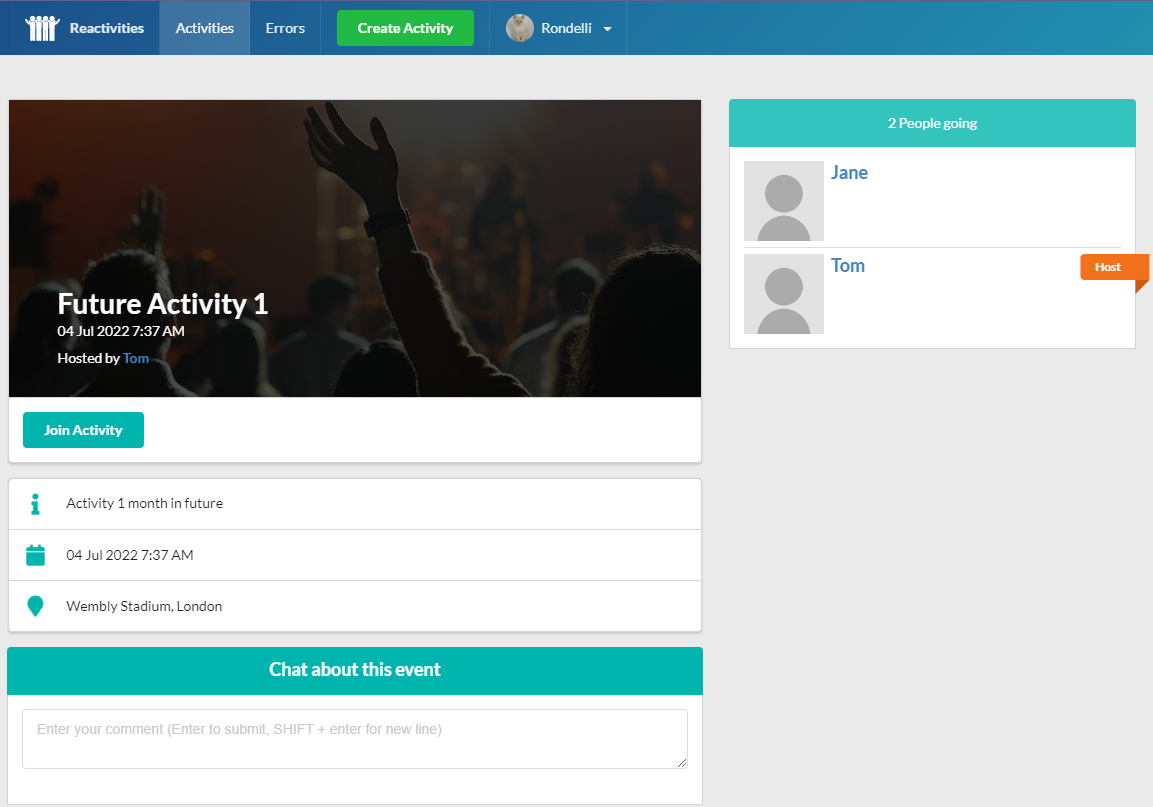 Reactivities
Activities
Errors
Create Activity
Rondelli
Future Activity 1
04 Jul 2022 7:37 AM
Hosted by Tom
Join Activity
Activity 1 month in future
04 Jul 2022 7:37 AM
Wembly Stadium, London
Chat about this event
Enter your comment (Enter to submit, SHIFT + enter for new line)
2 People going
Jane
Tom
Host